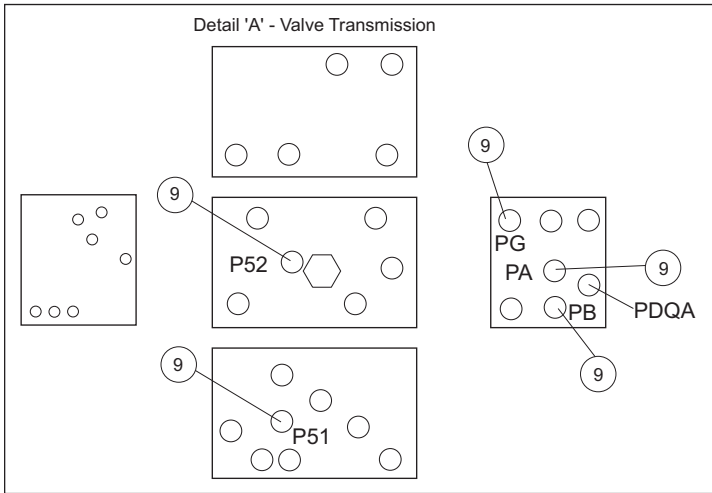 Detail 'A' - Valve Transmission
9
9
PG
P52
PA
9
PB
PDQA
9
9
P51